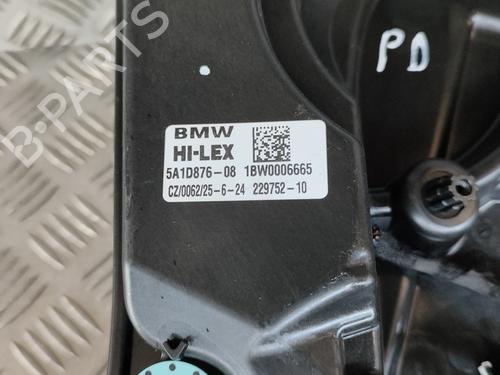 PD
BMW
HI-LEX
5A1D876-08 1BW0006665
CZ/0062/25-6-24 229752-10
B-PARTS